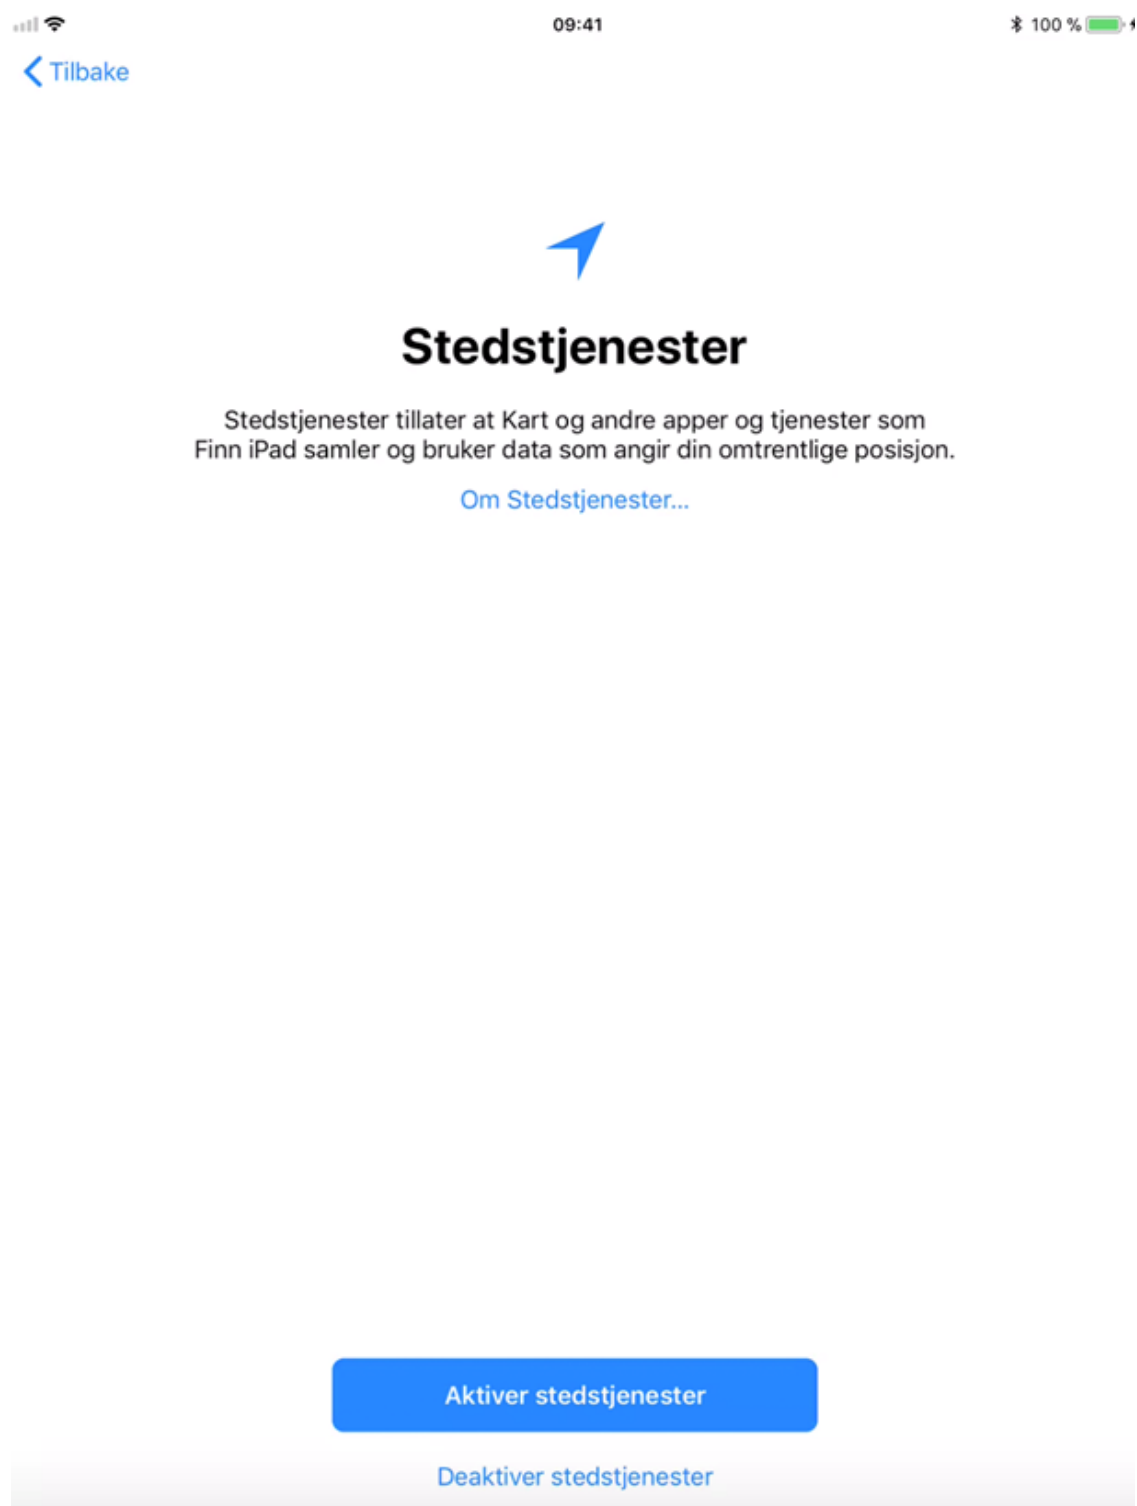 09:41
100 %
Tilbake
Stedstjenester
Stedstjenester tillater at Kart og andre apper og tjenester som
Finn iPad samler og bruker data som angir din omtrentlige posisjon.
Om Stedstjenester...
Aktiver stedstjenester
Deaktiver stedstjenester